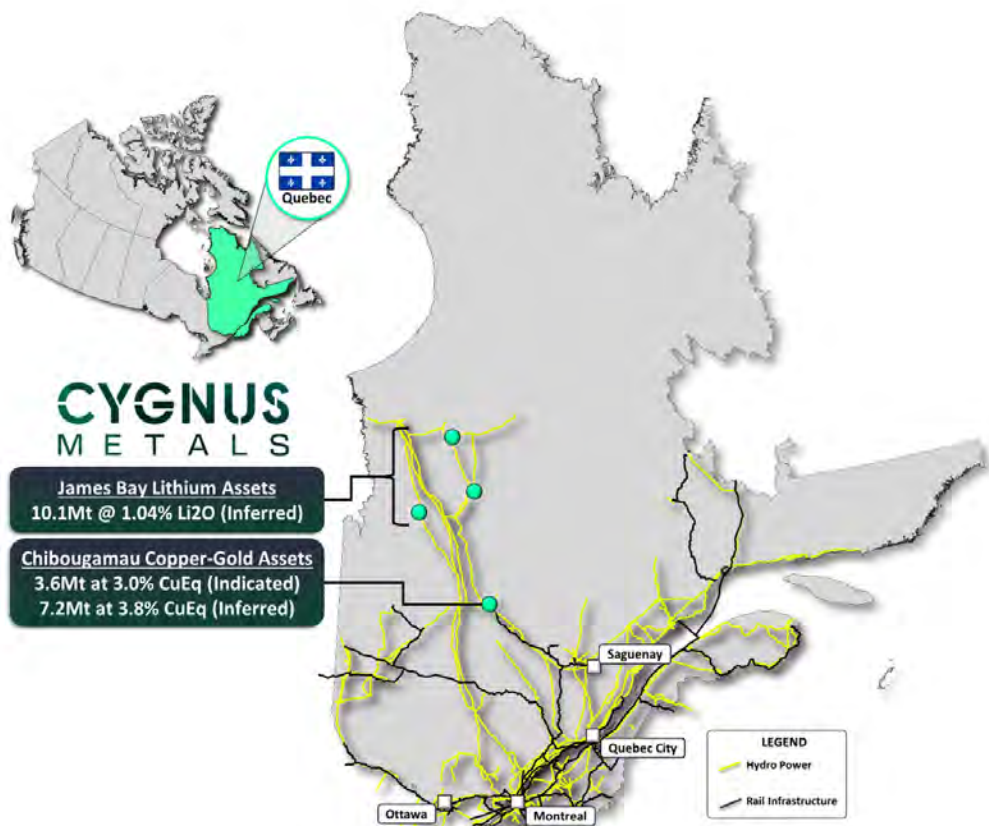 Quebec
CYGNUS
METALS
James Bay Lithium Assets
10.1Mt @ 1.04% Li2O (Inferred)
Chibougamau Copper-Gold Assets
3.6Mt at 3.0% CuEq (Indicated)
7.2Mt at 3.8% CuEq (Inferred)
Saguenay
Quebec City
Ottawa
Montreal
LEGEND
Hydro Power
Rail Infrastructure